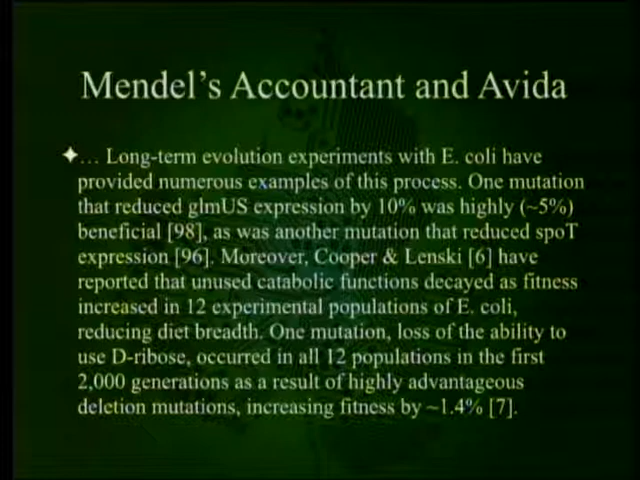 Mendel's Accountant and Avida
… Long-term evolution experiments with E. coli have
provided numerous examples of this process. One mutation
that reduced glmUS expression by 10% was highly (~5%)
beneficial [98], as was another mutation that reduced spoT
expression [96]. Moreover, Cooper & Lenski [6] have
reported that unused catabolic functions decayed as fitness
increased in 12 experimental populations of E. coli,
reducing diet breadth. One mutation, loss of the ability to
use D-ribose, occurred in all 12 populations in the first
2,000 generations as a result of highly advantageous
deletion mutations, increasing fitness by ~1.4% [7].